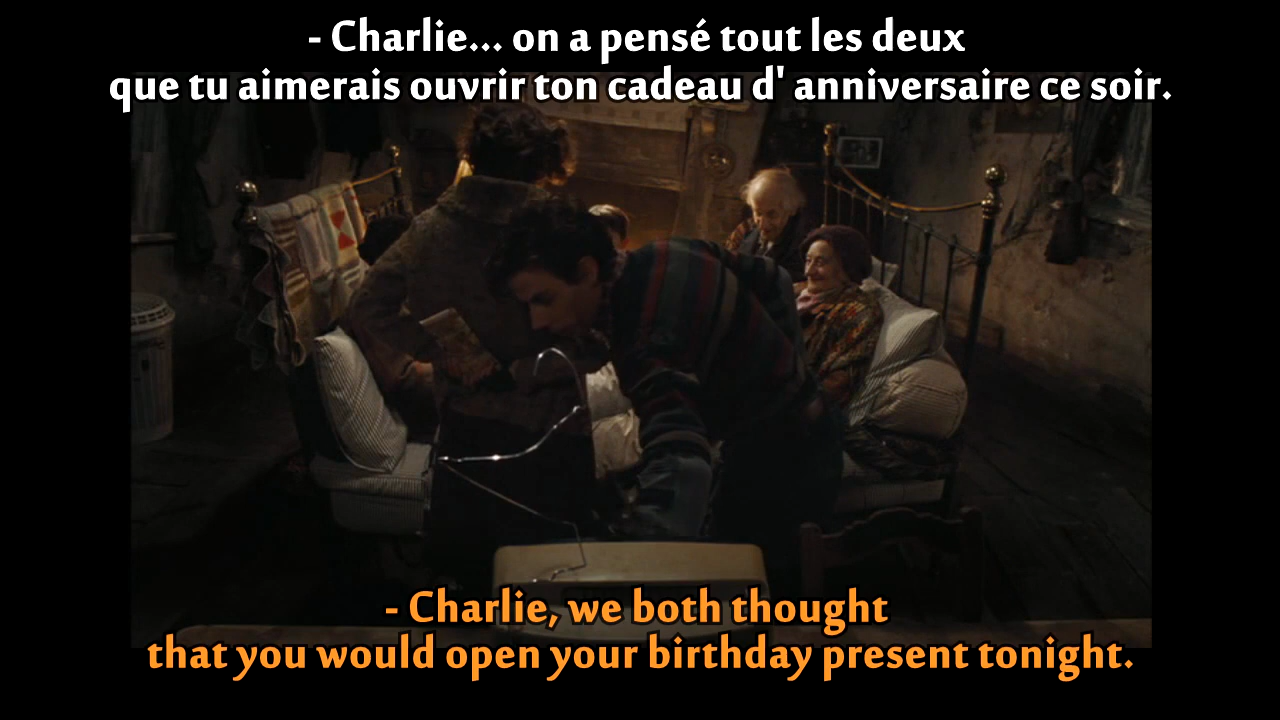 - Charlie... on a pensé tout les deux
que tu aimerais ouvrir ton cadeau d' anniversaire ce soir.
- Charlie, we both thought
that you would open your birthday present tonight.